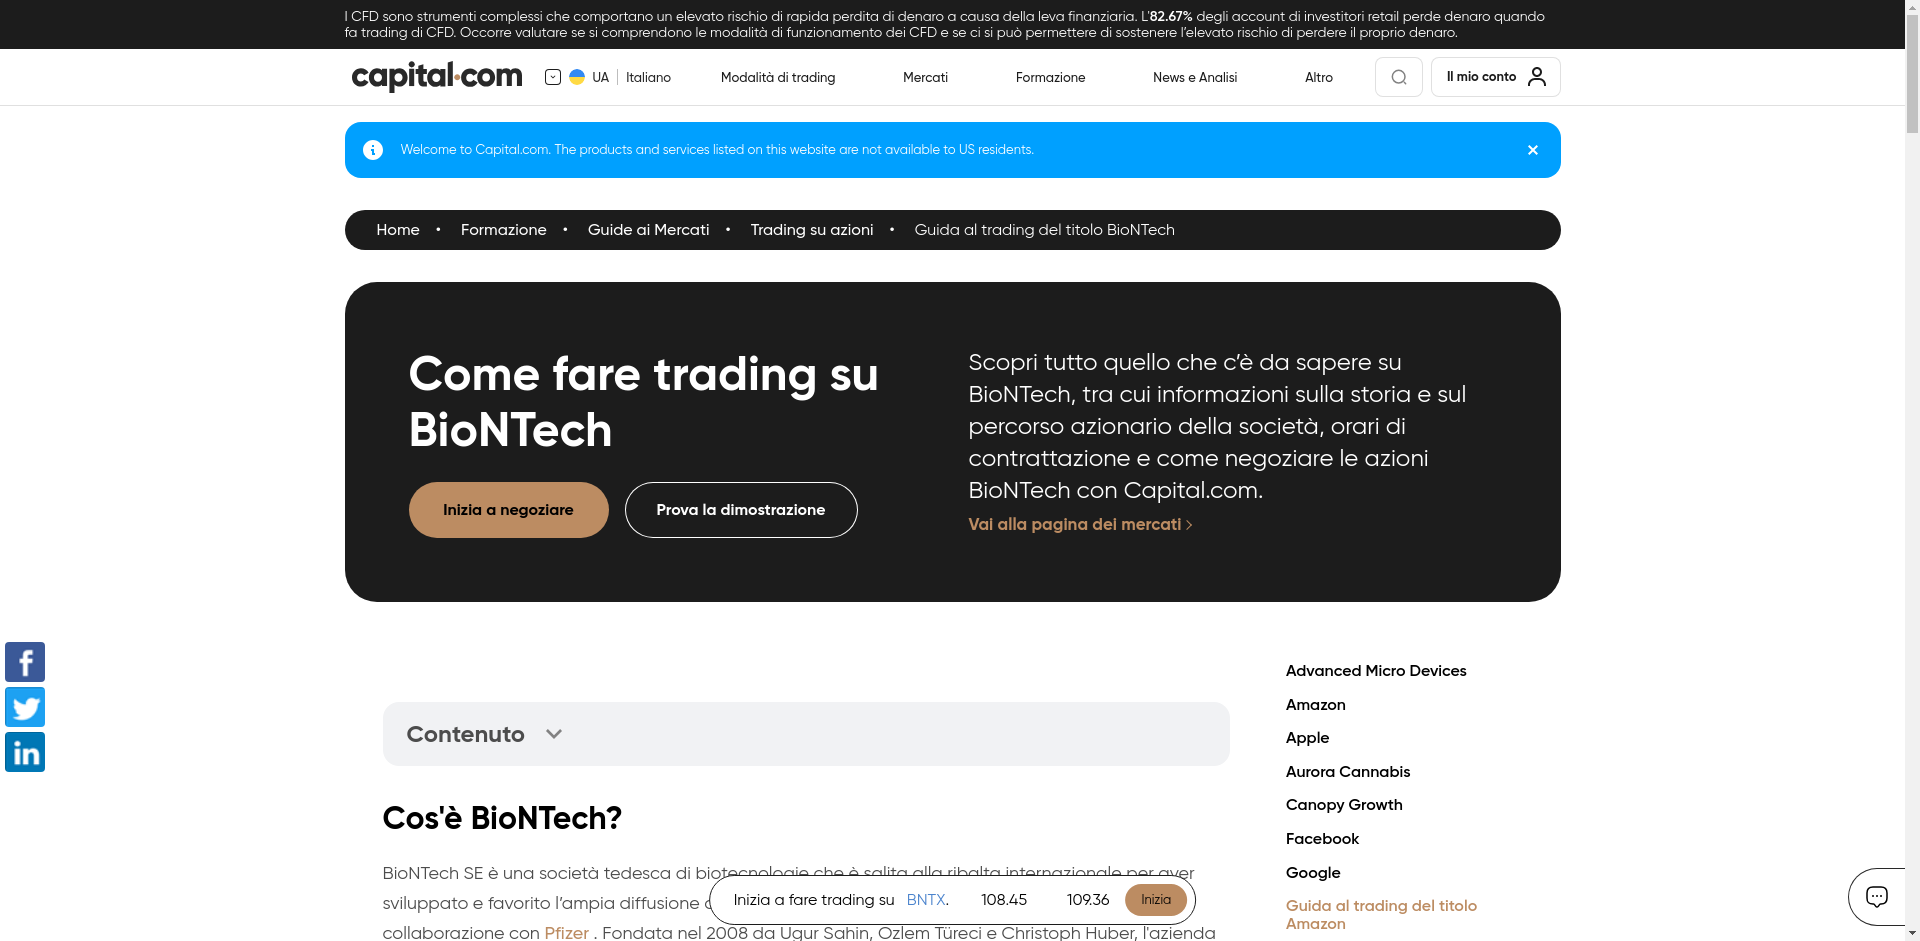 I CFD sono strumenti complessi che comportano un elevato rischio di rapida perdita di denaro a causa della leva finanziaria. L'82.67% degli account di investitori retail perde denaro quando
fa trading di CFD. Occorre valutare se si comprendono le modalità di funzionamento dei CFD e se ci si può permettere di sostenere l’elevato rischio di perdere il proprio denaro.
capital.com
UA
Italiano
Modalità di trading
Mercati
Formazione
News e Analisi
Altro
Il mio conto
Welcome to Capital.com. The products and services listed on this website are not available to US residents.
Home • Formazione • Guide ai Mercati • Trading su azioni • Guida al trading del titolo BioNTech
Come fare trading su
BioNTech
Inizia a negoziare
Prova la dimostrazione
Scopri tutto quello che c’è da sapere su
BioNTech, tra cui informazioni sulla storia e sul
percorso azionario della società, orari di
contrattazione e come negoziare le azioni
BioNTech con Capital.com.
Vai alla pagina dei mercati
Contenuto
Cos'è BioNTech?
BioNTech SE è una società tedesca di biotecnologie che è salita alla ribalta internazionale per aver
sviluppato e favorito l’ampia diffusione
collaborazione con Pfizer . Fondata nel 2008 da Ugur Sahin, Özlem Türeci e Christoph Huber, l'azienda
Inizia a fare trading su BNTX. 108.45 109.36 Inizia
Advanced Micro Devices
Amazon
Apple
Aurora Cannabis
Canopy Growth
Facebook
Google
Guida al trading del titolo
Amazon